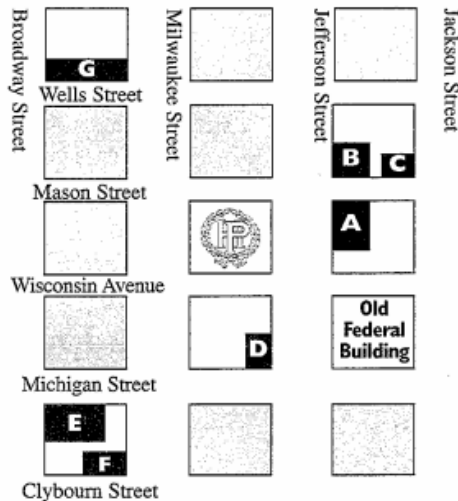 Broadway Street
Milwaukee Street
Jefferson Street
Jackson Street
G
Wells Street
B
C
Mason Street
A
Wisconsin Avenue
D
Old
Federal
Building
Michigan Street
E
F
Clybourn Street